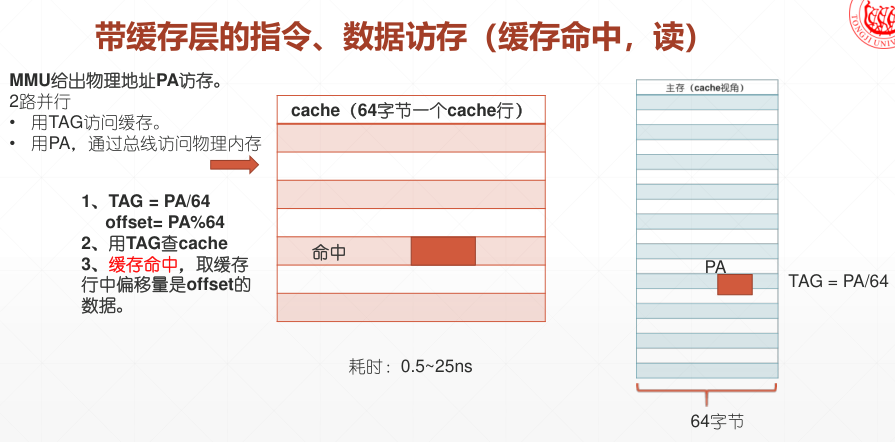 带缓存层的指令、数据访存（缓存命中，读）
MMU给出物理地址PA访存。
2路并行
• 用TAG访问缓存。
• 用PA，通过总线访问物理内存
1、TAG = PA/64
offset= PA%64
2、用TAG查cache
3、缓存命中，取缓存
行中偏移量是offset的
数据。
cache（64字节一个cache行）
命中
耗时：0.5~25ns
主存（cache视角）
PA
TAG = PA/64
64字节